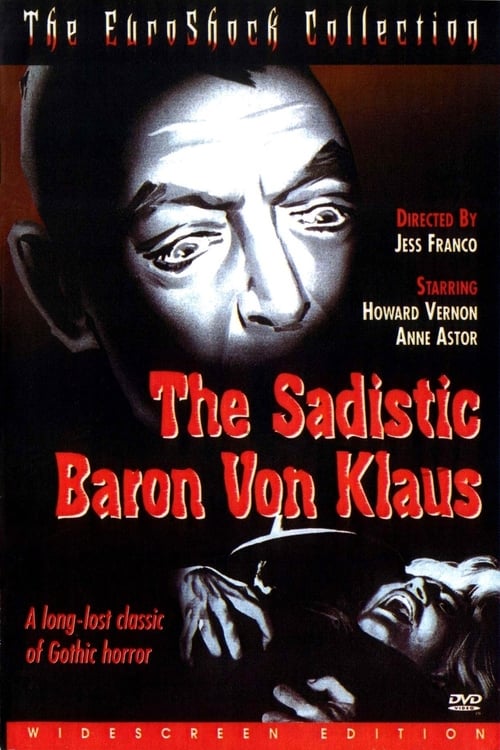 The EuroShock Collection
Directed By
Jess Franco
Starring
Howard Vernon
Anne Astor
The Sadistic
Baron Von Klaus
A long-lost classic
of Gothic horror
DVD
VIDEO
WIDESCREEN EDITION